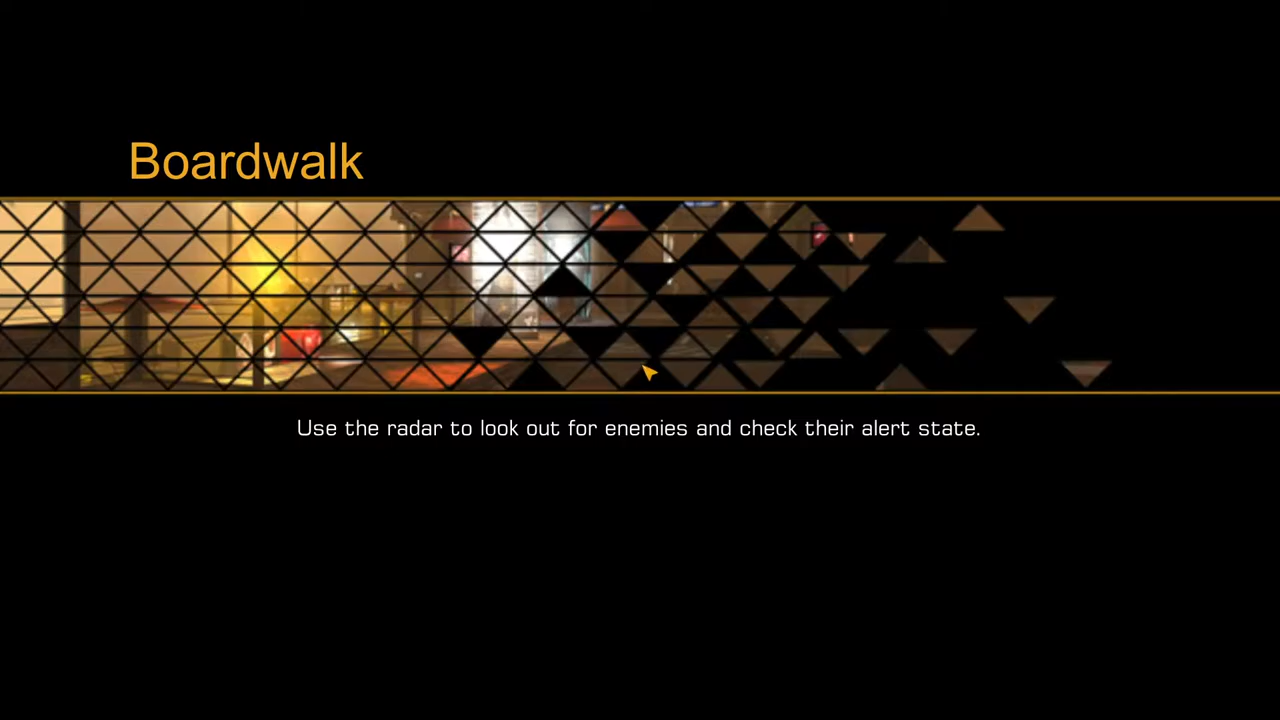 Boardwalk
Use the radar to look out for enemies and check their alert state.